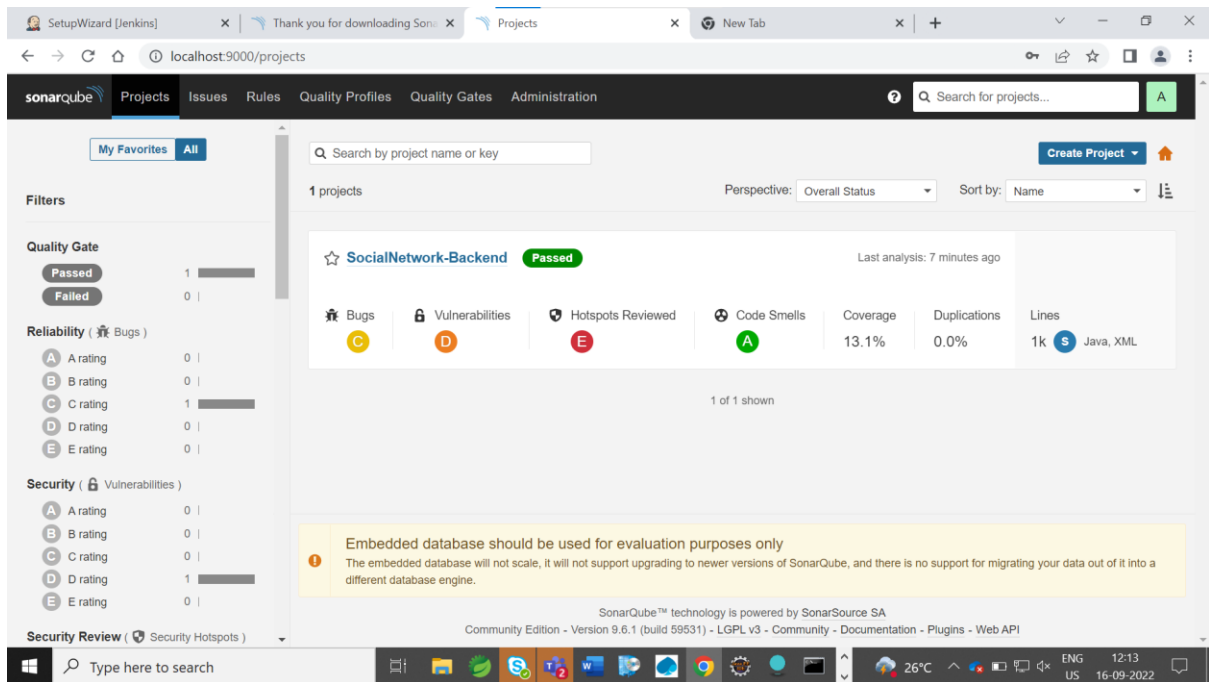 SetupWizard [Jenkins]
Thank you for downloading Sona
Projects
New Tab
localhost:9000/projects
sonarqube Projects Issues Rules Quality Profiles Quality Gates Administration
? Search for projects... A
My Favorites All
Search by project name or key
Create Project
1 projects
Perspective: Overall Status
Sort by: Name
Filters
Quality Gate
Passed 1
Failed 0
Reliability ( Bugs )
A A rating 0
B B rating 0
C C rating 1
D D rating 0
E E rating 0
Security ( Vulnerabilities )
A A rating 0
B B rating 0
C C rating 0
D D rating 1
E E rating 0
Security Review ( Security Hotspots )
SocialNetwork-Backend Passed
Last analysis: 7 minutes ago
Bugs Vulnerabilities Hotspots Reviewed Code Smells Coverage Duplications Lines
C D E A 13.1% 0.0% 1k S Java, XML
1 of 1 shown
Embedded database should be used for evaluation purposes only
The embedded database will not scale, it will not support upgrading to newer versions of SonarQube, and there is no support for migrating your data out of it into a
different database engine.
SonarQube™ technology is powered by SonarSource SA
Community Edition - Version 9.6.1 (build 59531) - LGPL v3 - Community - Documentation - Plugins - Web API
Type here to search
26°C
ENG
US
12:13
16-09-2022